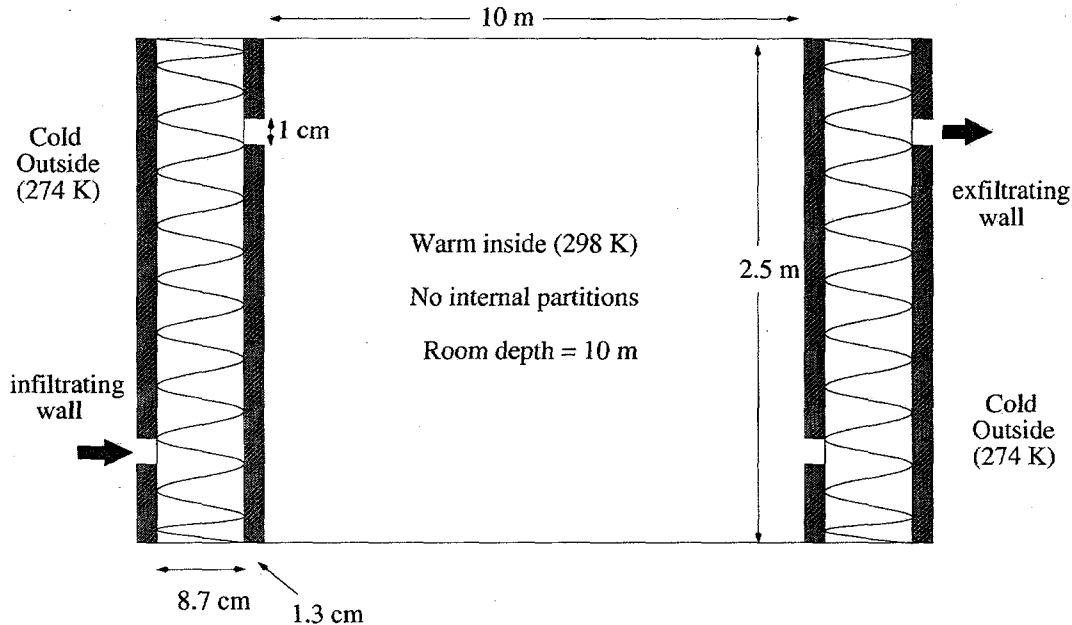 10 m
Cold
Outside
(274 K)
1 cm
exfiltrating
wall
Warm inside (298 K)
2.5 m
No internal partitions
Room depth = 10 m
infiltrating
wall
Cold
Outside
(274 K)
8.7 cm
1.3 cm